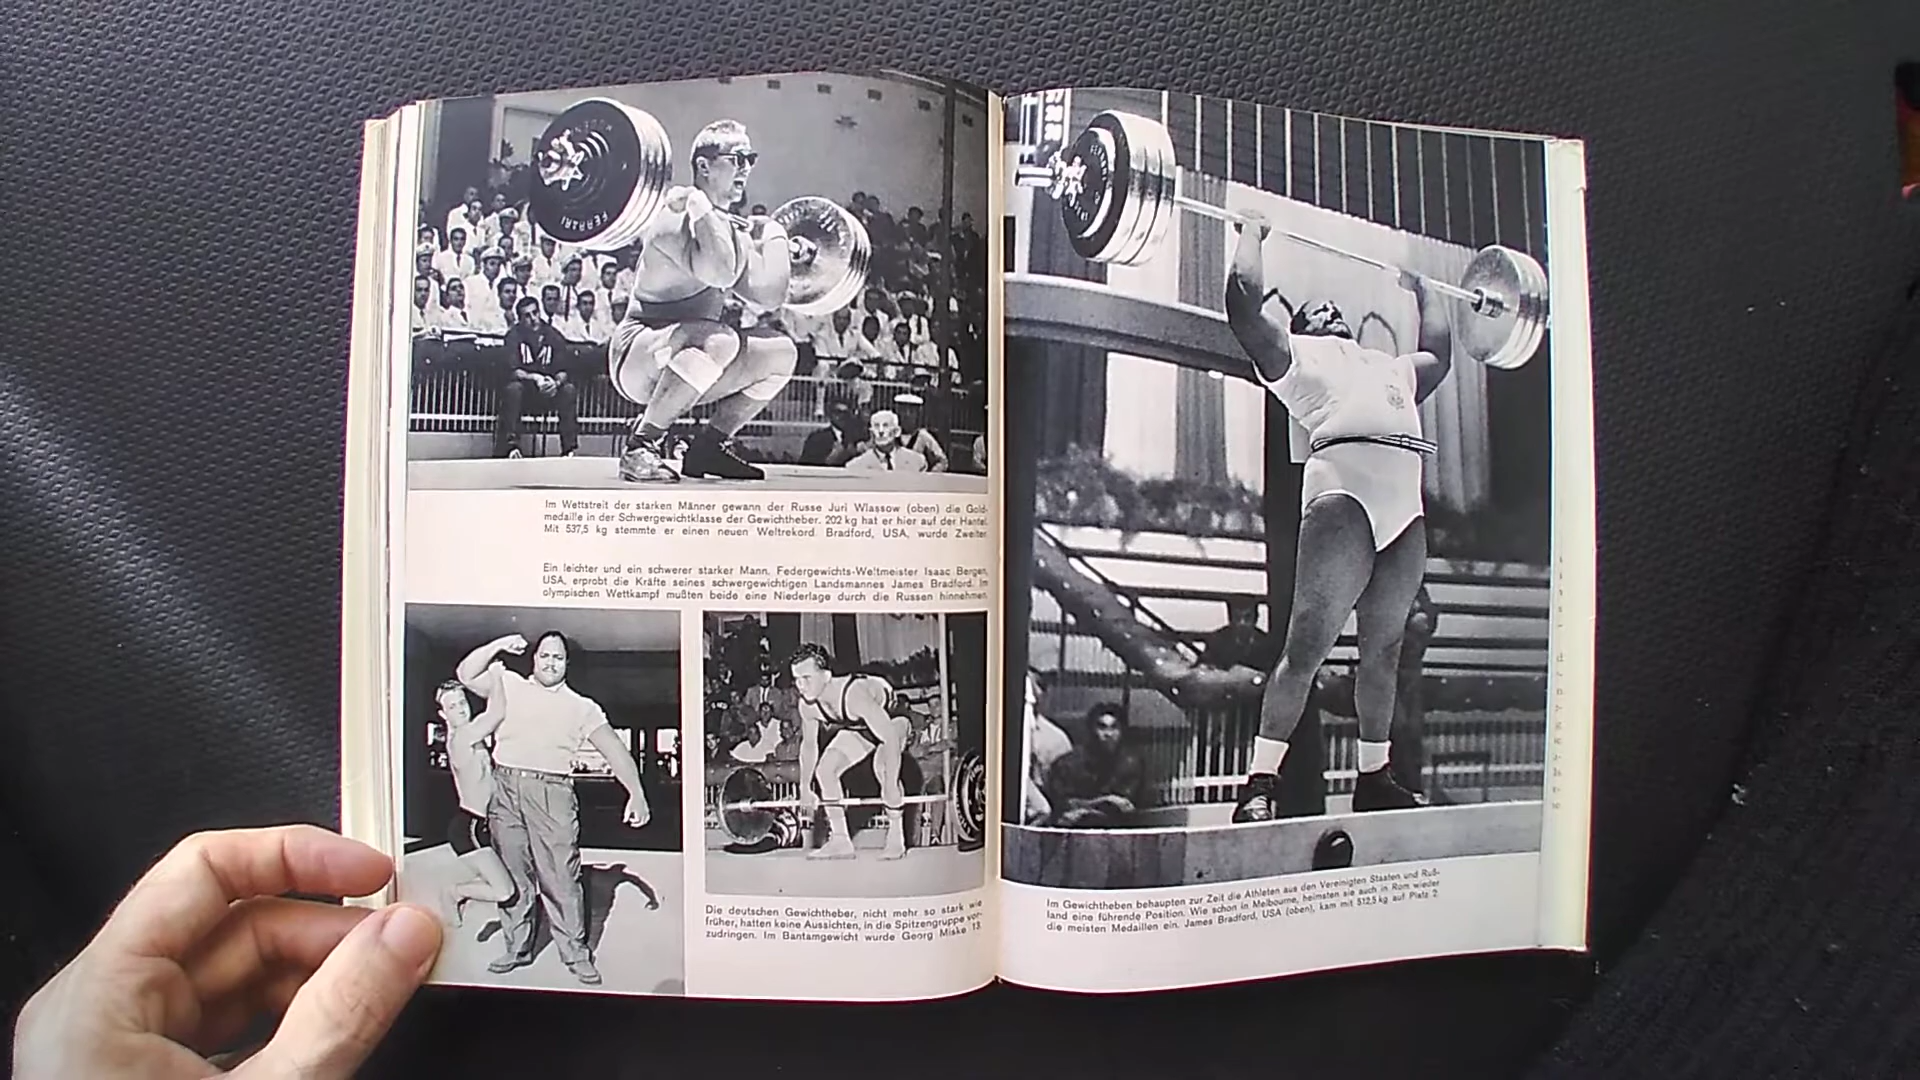 FERRARI
Im Wettstreit der starken Männer gewann der Russe Juri Wlassow (oben) die Gold-
medaille in der Schwergewichtklasse der Gewichtheber. 202 kg hat er hier auf der Hantel.
Mit 537,5 kg stemmte er einen neuen Weltrekord. Bradford, USA, wurde Zweiter.
Ein leichter und ein schwerer starker Mann. Federgewichts-Weltmeister Isaac Bergen,
USA, erprobt die Kräfte seines schwergewichtigen Landsmannes James Bradford. Im
olympischen Wettkampf mußten beide eine Niederlage durch die Russen hinnehmen.
Die deutschen Gewichtheber, nicht mehr so stark wie
früher, hatten keine Aussichten, in die Spitzengruppe vor-
zudringen. Im Bantamgewicht wurde Georg Miske 13.
Im Gewichtheben behaupten zur Zeit die Athleten aus den Vereinigten Staaten und Ruß-
land eine führende Position. Wie schon in Melbourne, heimsten sie auch in Rom wieder
die meisten Medaillen ein. James Bradford, USA (oben), kam mit 512,5 kg auf Platz 2.